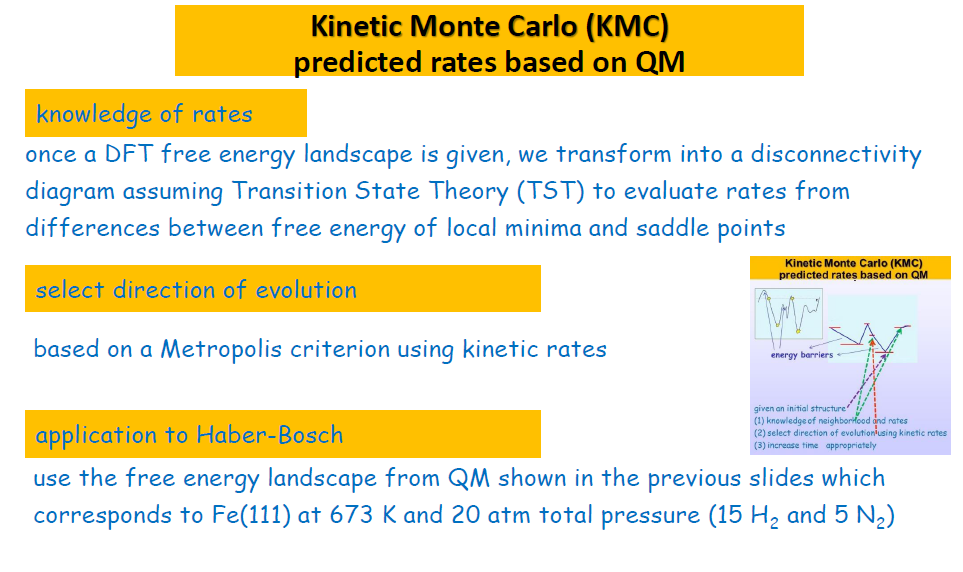 Kinetic Monte Carlo (KMC)
predicted rates based on QM
knowledge of rates
once a DFT free energy landscape is given, we transform into a disconnectivity
diagram assuming Transition State Theory (TST) to evaluate rates from
differences between free energy of local minima and saddle points
select direction of evolution
based on a Metropolis criterion using kinetic rates
Kinetic Monte Carlo (KMC)
predicted rates based on QM
energy barriers
given an initial structure
(1) knowledge of neighborhood and rates
(2) select direction of evolution using kinetic rates
(3) increase time appropriately
application to Haber-Bosch
use the free energy landscape from QM shown in the previous slides which
corresponds to Fe(111) at 673 K and 20 atm total pressure (15 H₂ and 5 N₂)